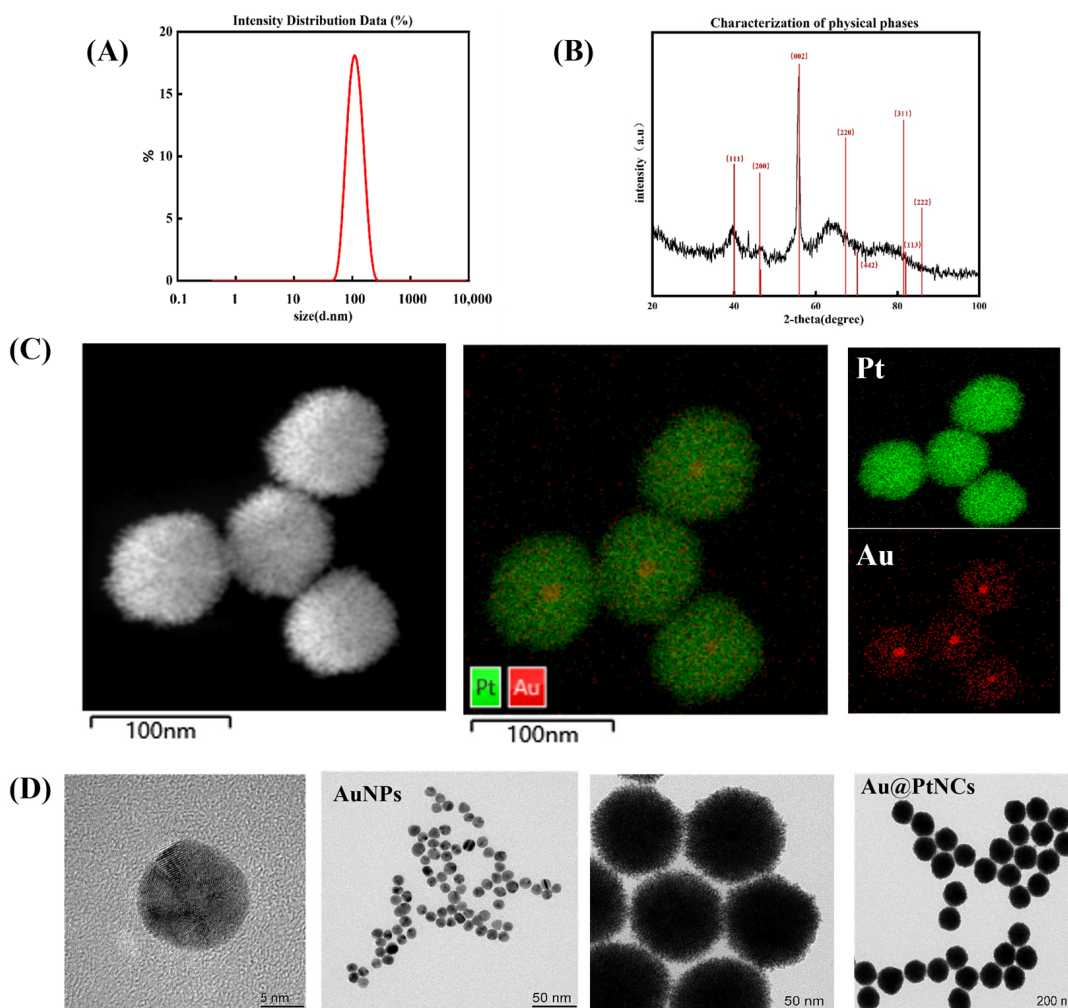 (A)
Intensity Distribution Data (%)
20
15
10
5
0
%
0.1 1 10 100 1000 10,000
size(d.nm)
(B)
Characterization of physical phases
(002)
(311)
(220)
(111)
(200)
(222)
(113)
(442)
intensity（a.u）
20 40 60 80 100
2-theta(degree)
(C)
100nm
Pt Au
100nm
Pt
Au
(D)
5 nm
AuNPs
50 nm
50 nm
Au@PtNCs
200 nm